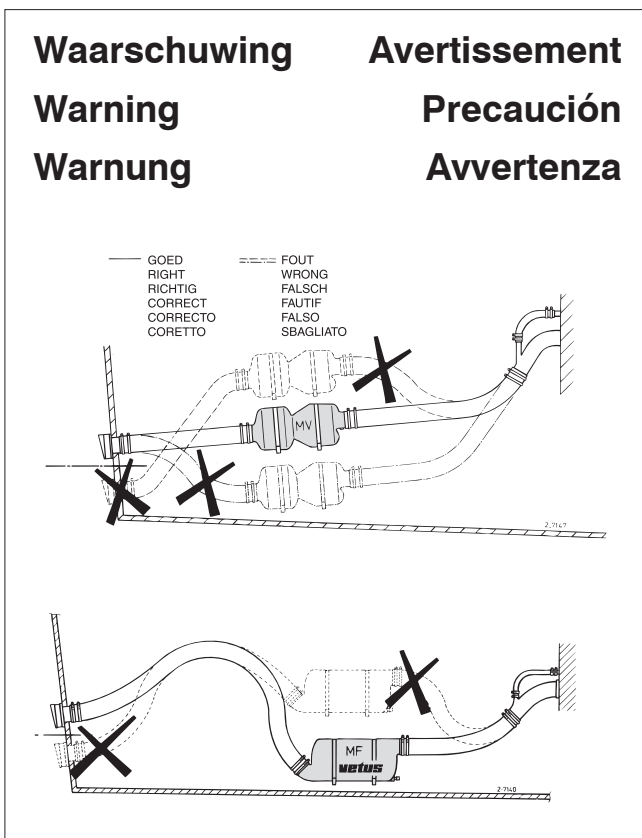 Waarschuwing Avertissement
Warning Precaución
Warnung Avvertenza
GOED FOUT
RIGHT WRONG
RICHTIG FALSCH
CORRECT FAUTIF
CORRECTO FALSO
CORETTO SBAGLIATO
MV
2.7147
MF
vetus
2-7140